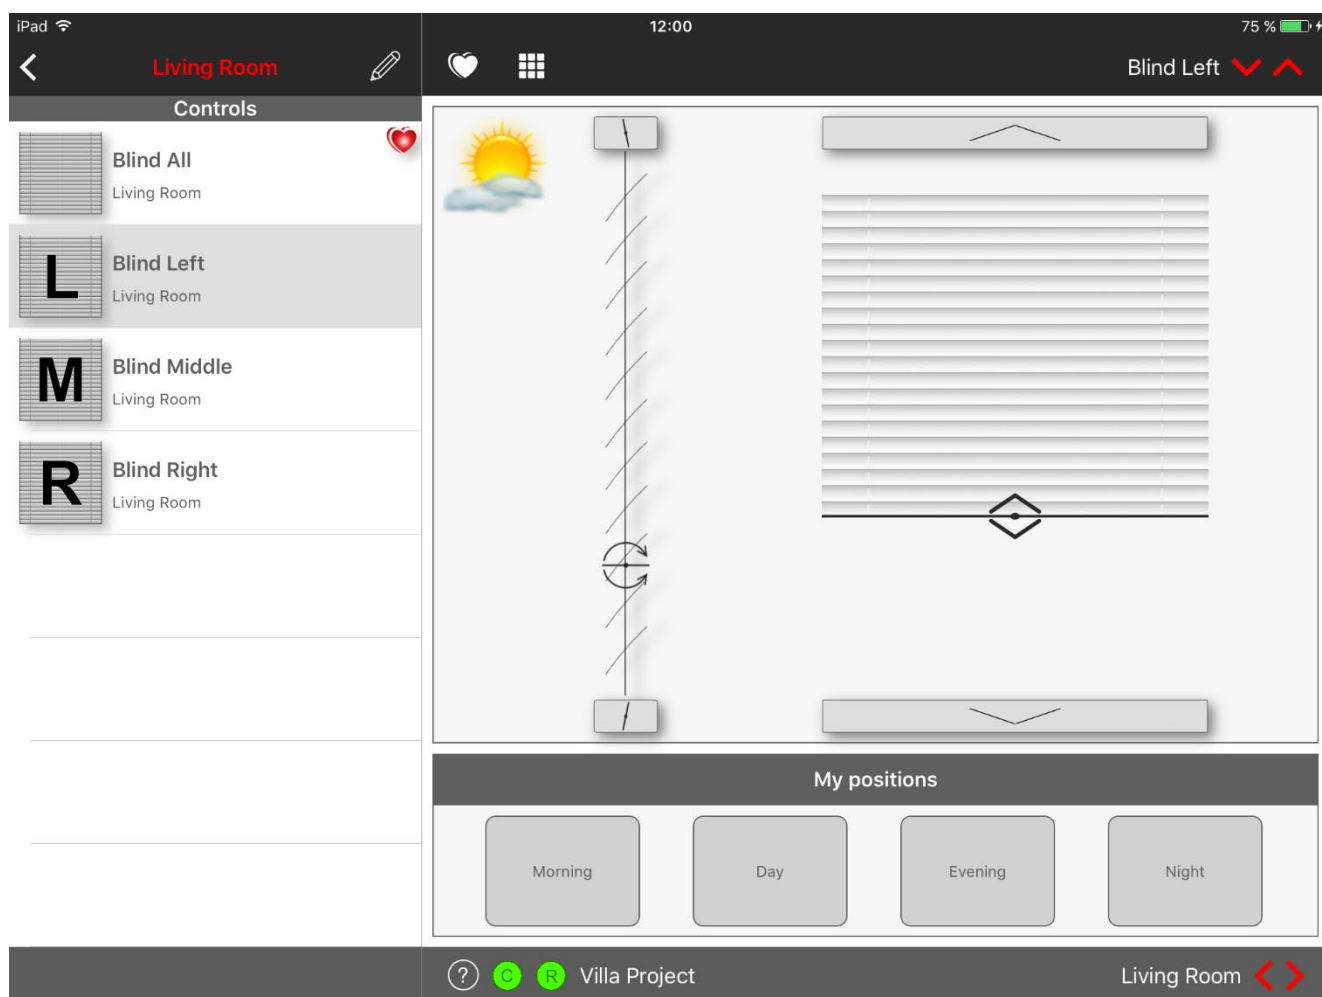 iPad
12:00
75 %
Living Room
Blind Left
Controls
Blind All
Living Room
L
Blind Left
Living Room
M
Blind Middle
Living Room
R
Blind Right
Living Room
My positions
Morning
Day
Evening
Night
? C R Villa Project
Living Room